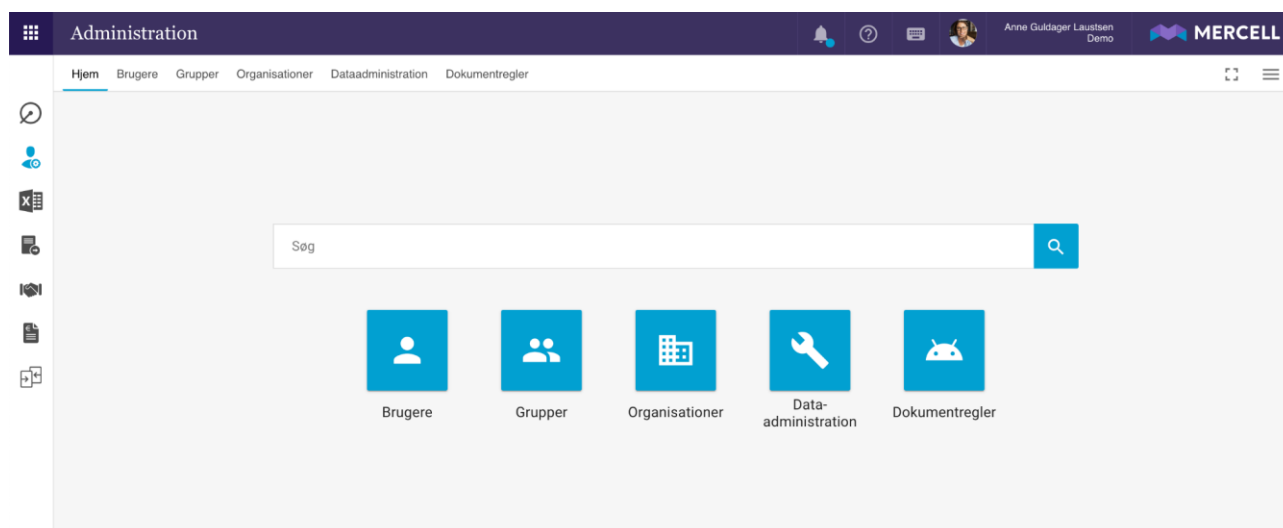 Administration
Anne Guldager Laustsen
Demo
MERCELL
Hjem Brugere Grupper Organisationer Dataadministration Dokumentregler
Søg
Brugere Grupper Organisationer Data-
administration Dokumentregler